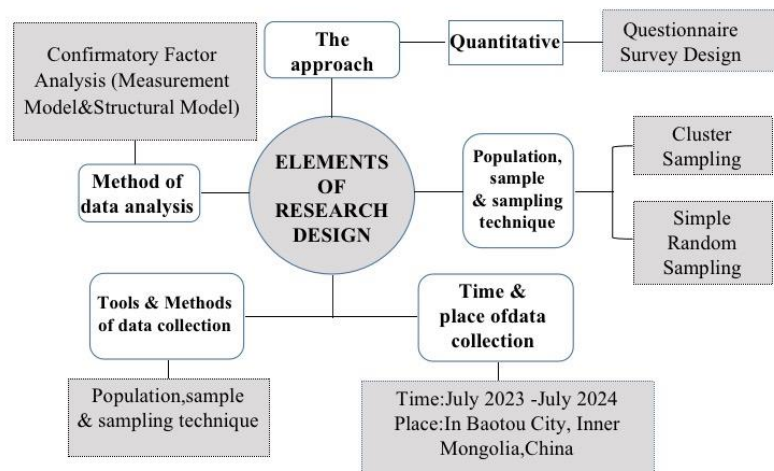 Confirmatory Factor
Analysis (Measurement
Model&Structural Model)
The
approach
Quantitative
Questionnaire
Survey Design
Method of
data analysis
ELEMENTS
OF
RESEARCH
DESIGN
Population,
sample
& sampling
technique
Cluster
Sampling
Simple
Random
Sampling
Tools & Methods
of data collection
Time &
place ofdata
collection
Population,sample
& sampling technique
Time:July 2023 -July 2024
Place:In Baotou City, Inner
Mongolia,China